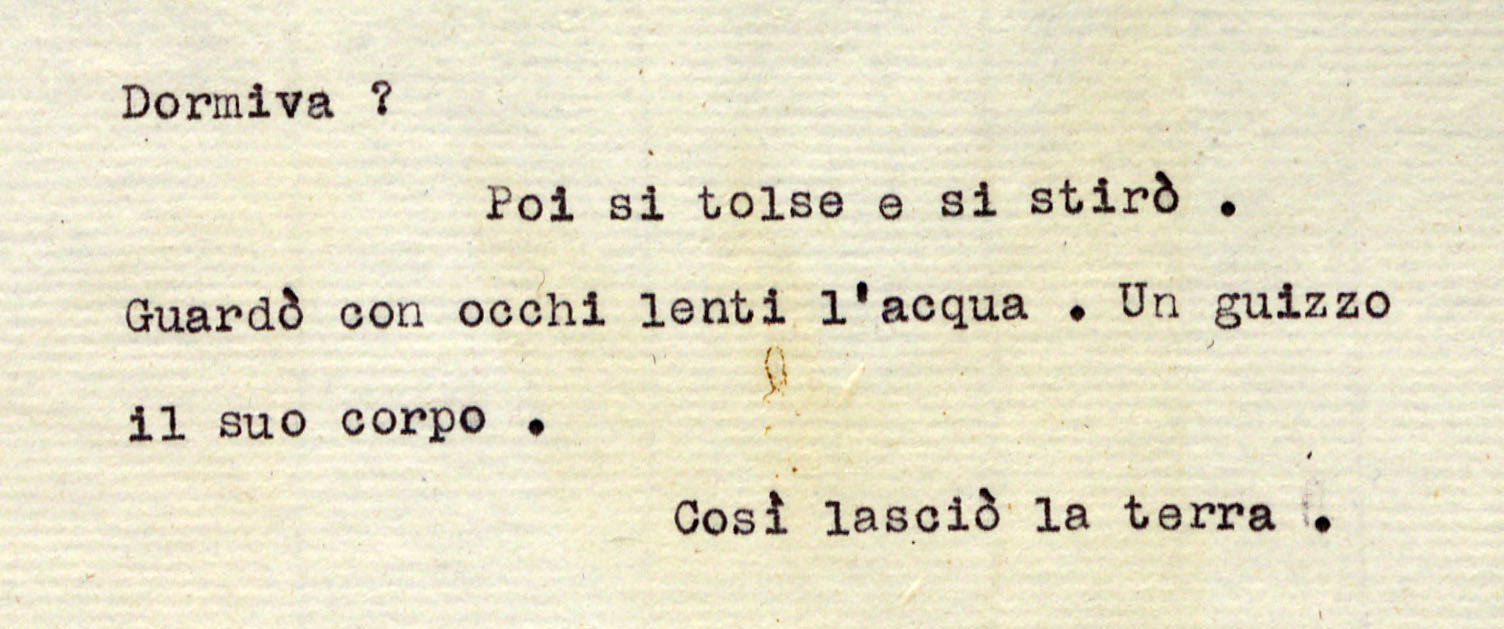 Dormiva ?
Poi si tolse e si stirò .
Guardò con occhi lenti l'acqua . Un guizzo
il suo corpo .
Così lasciò la terra .